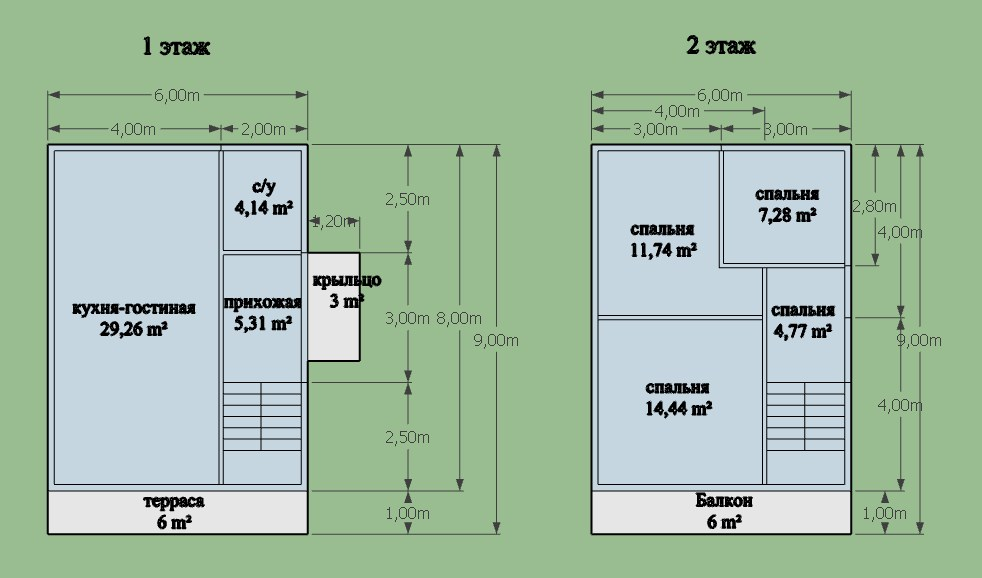 1 этаж
2 этаж
6,00m
4,00m
2,00m
с/у
4,14 m²
2,50m
1,20m
крыльцо
3 m²
кухня-гостиная
29,26 m²
прихожая
5,31 m²
3,00m
8,00m
9,00m
2,50m
терраса
6 m²
1,00m
6,00m
4,00m
3,00m
3,00m
спальня
7,28 m²
2,80m
4,00m
спальня
11,74 m²
спальня
4,77 m²
9,00m
спальня
14,44 m²
4,00m
Балкон
6 m²
1,00m